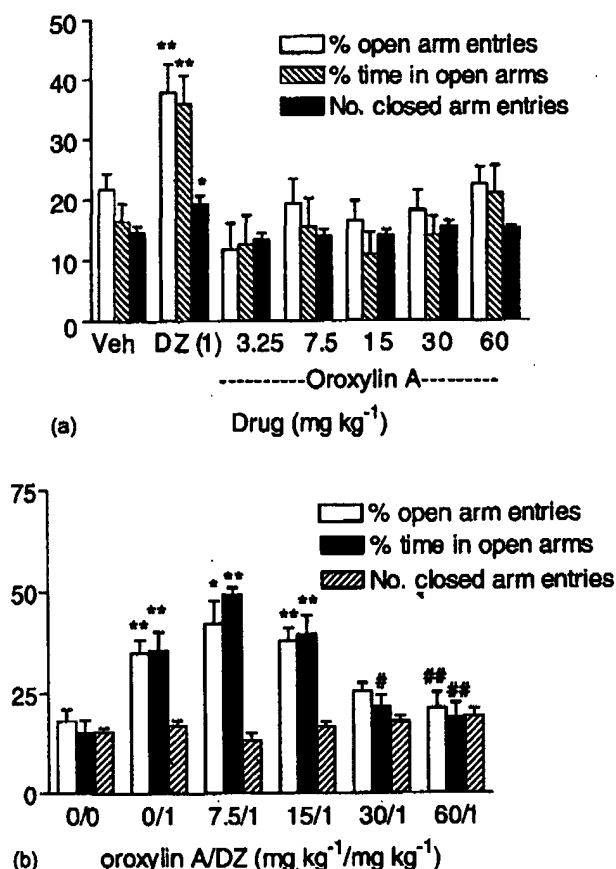 50
40
30
20
10
0
** **
*
% open arm entries
% time in open arms
No. closed arm entries
Veh DZ (1) 3.25 7.5 15 30 60
----------Oroxylin A----------
(a) Drug (mg kg-1)
75
50
25
0
** **
* **
** **
#
## ##
% open arm entries
% time in open arms
No. closed arm entries
0/0 0/1 7.5/1 15/1 30/1 60/1
(b) oroxylin A/DZ (mg kg-1/mg kg-1)